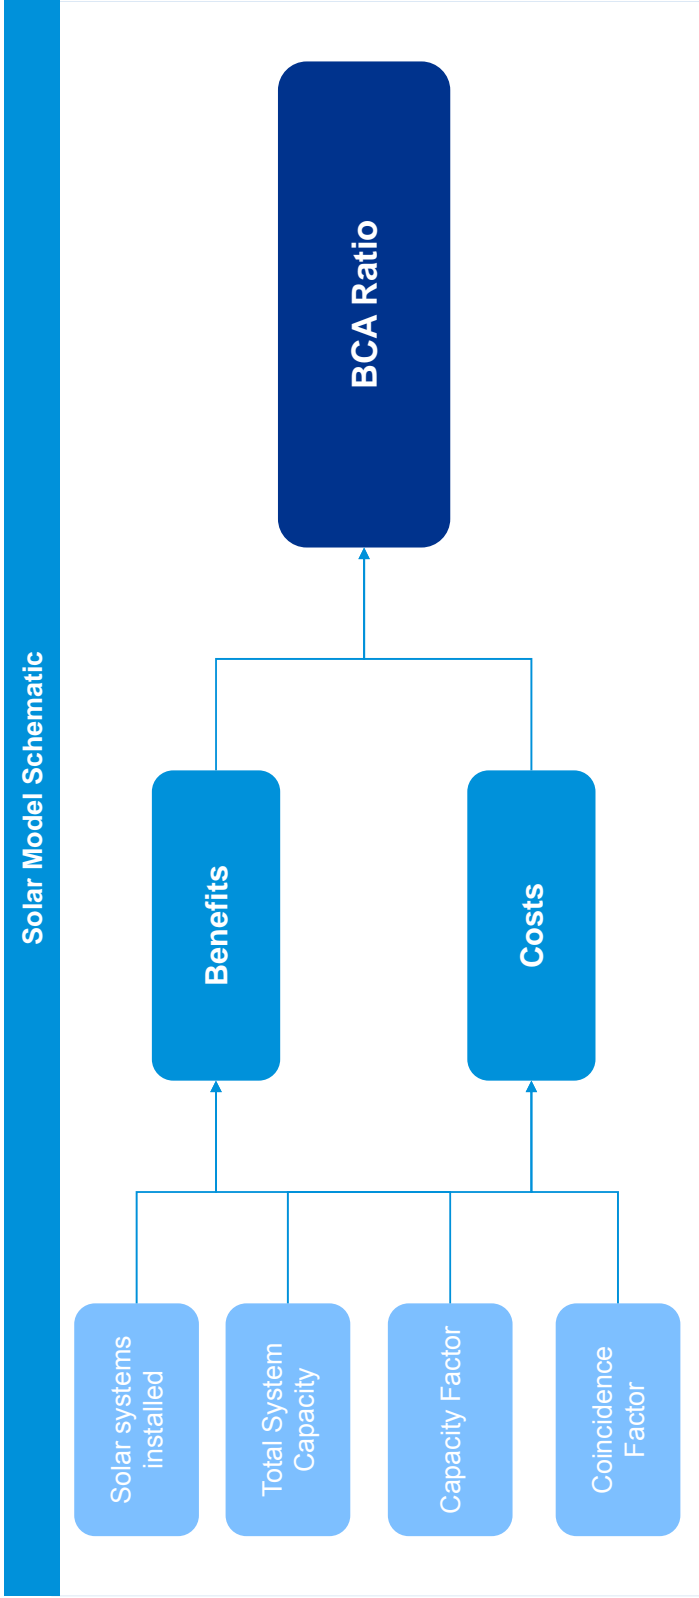 Solar Model Schematic
Solar systems
installed
Total System
Capacity
Capacity Factor
Coincidence
Factor
Benefits
Costs
BCA Ratio